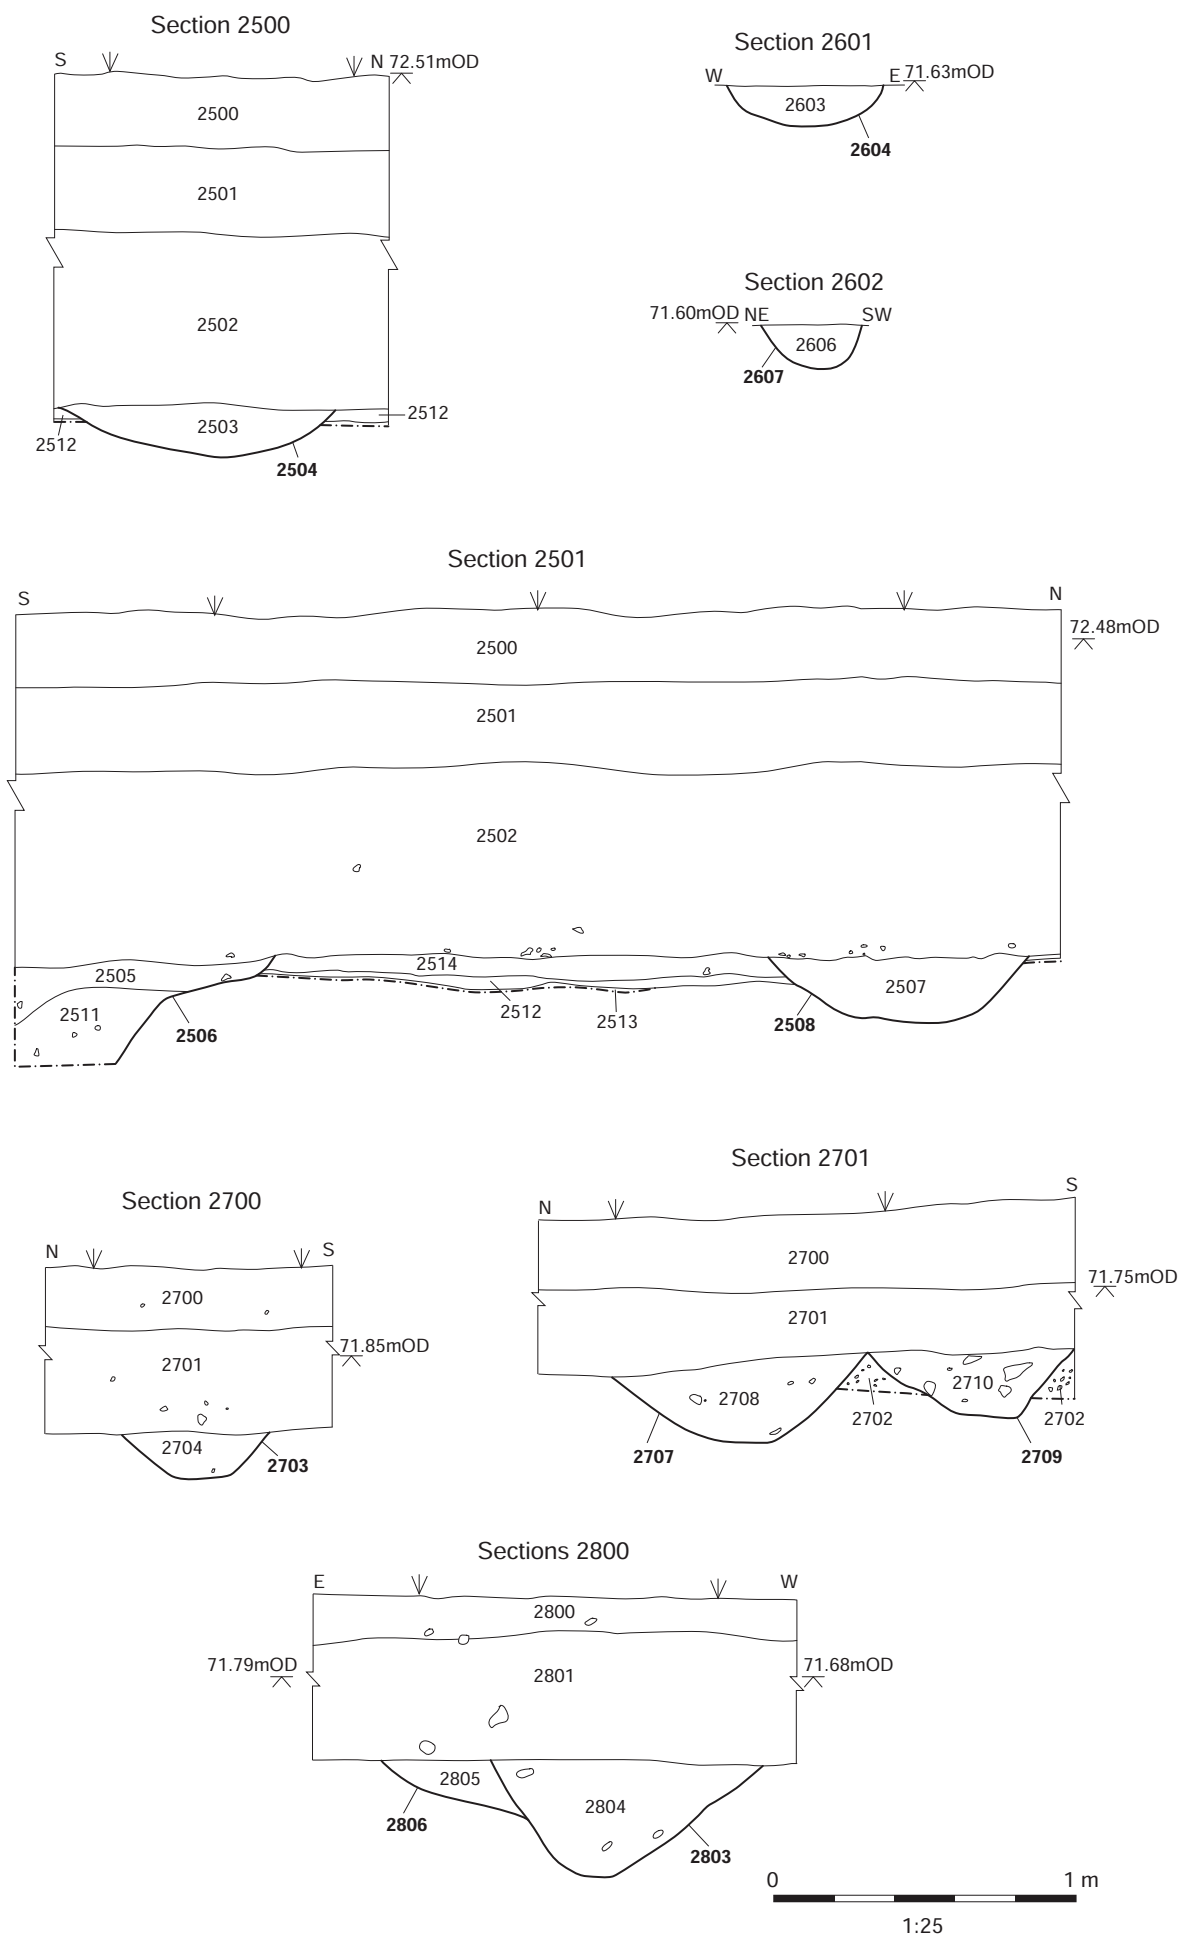 Section 2500
S
N 72.51mOD
2500
2501
2502
2503
2512
2512
2504
Section 2601
W
E 71.63mOD
2603
2604
Section 2602
71.60mOD NE
SW
2606
2607
Section 2501
S
N
72.48mOD
2500
2501
2502
2505
2514
2511
2506
2512
2513
2508
2507
Section 2700
N
S
2700
71.85mOD
2701
2704
2703
Section 2701
N
S
2700
71.75mOD
2701
2708
2710
2702
2702
2707
2709
Sections 2800
E
W
2800
71.79mOD
71.68mOD
2801
2805
2804
2806
2803
0
1 m
1:25